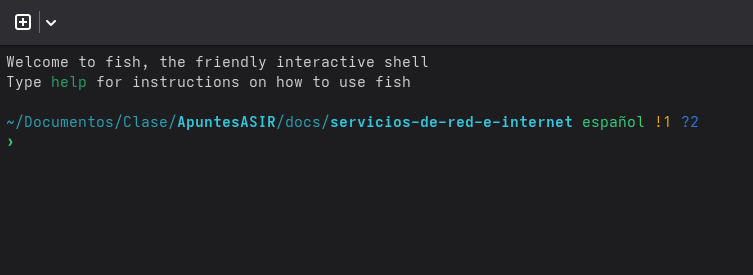 Welcome to fish, the friendly interactive shell
Type help for instructions on how to use fish
~/Documentos/Clase/ApuntesASIR/docs/servicios-de-red-e-internet español !1 ?2
❯